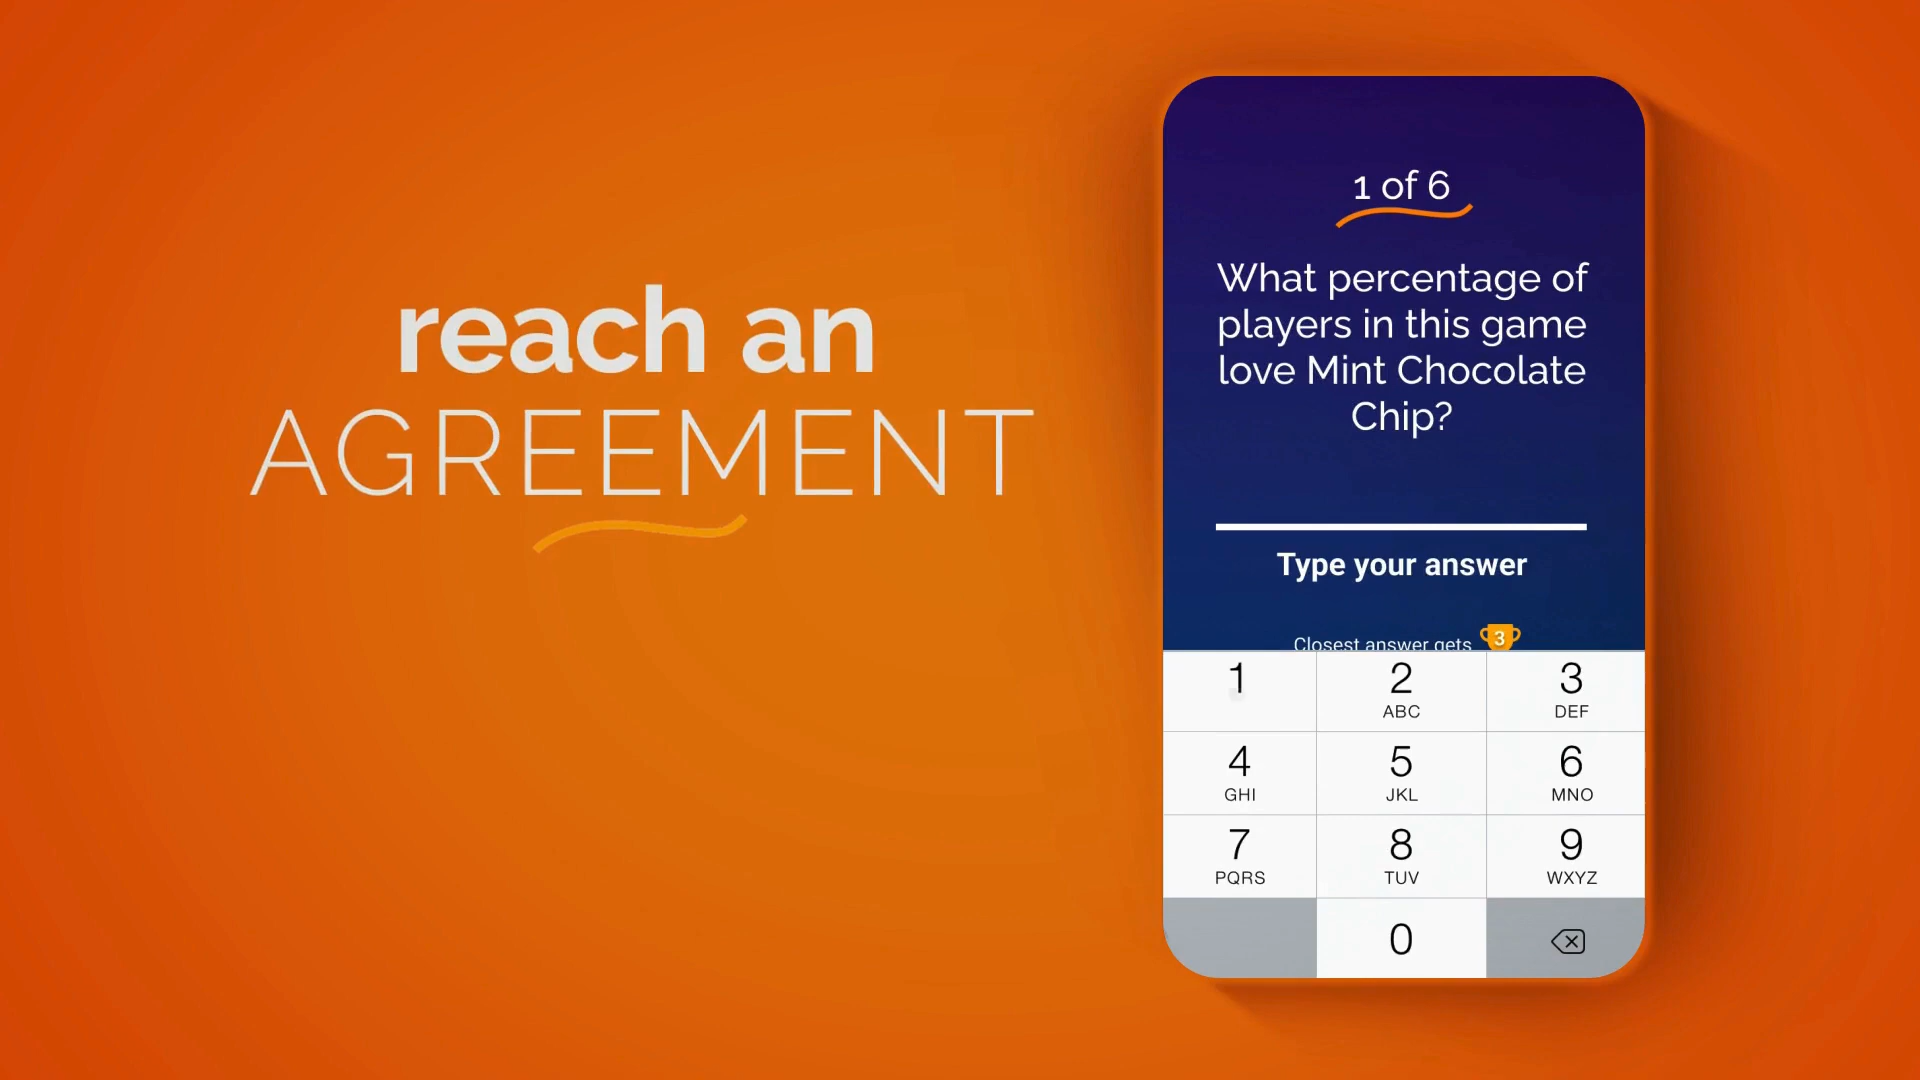 reach an
AGREEMENT
1 of 6
What percentage of
players in this game
love Mint Chocolate
Chip?
Type your answer
Closest answer gets 3
1
2
ABC
3
DEF
4
GHI
5
JKL
6
MNO
7
PQRS
8
TUV
9
WXYZ
0